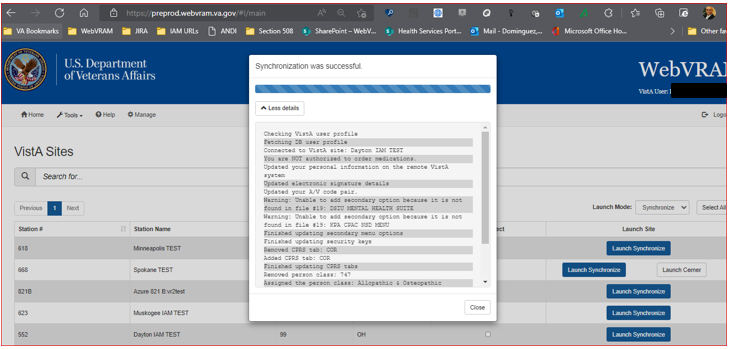 https://preprod.webvram.va.gov/#!/main
VA Bookmarks WebVRAM JIRA IAM URLs ANDI Section 508 SharePoint – WebV... Health Services Port... Mail - Dominguez,... Microsoft Office Ho... Other fa
U.S. Department
of Veterans Affairs
WebVRA
VistA User:
Home Tools Help Manage Logo
Synchronization was successful
Less details
Checking VistA user profile
Fetching DB user profile
Connected to VistA site: Dayton IAM TEST
You are NOT authorized to order medications.
Updated your personal information on the remote VistA
system
Updated electronic signature details
Updated your A/V code pair.
Warning: Unable to add secondary option because it is not
found in file #19: OSIU MENTAL HEALTH SUITE
Warning: Unable to add secondary option because it is not
found in file #19: KPA CPAC NSD MENU
Finished updating secondary menu options
Finished updating security keys
Removed CPRS tab: COR
Added CPRS tab: COR
Finished updating CPRS tabs
Removed person class: 747
Assigned the person class: Allopathic & Osteopathic
Close
VistA Sites
Search for...
Previous 1 Next
Launch Mode: Synchronize Select All
Station # Station Name ect Launch Site
618 Minneapolis TEST Launch Synchronize
668 Spokane TEST Launch Synchronize Launch Cerner
821B Azure 821 B:vr2test Launch Synchronize
623 Muskogee IAM TEST Launch Synchronize
552 Dayton IAM TEST 99 OH Launch Synchronize